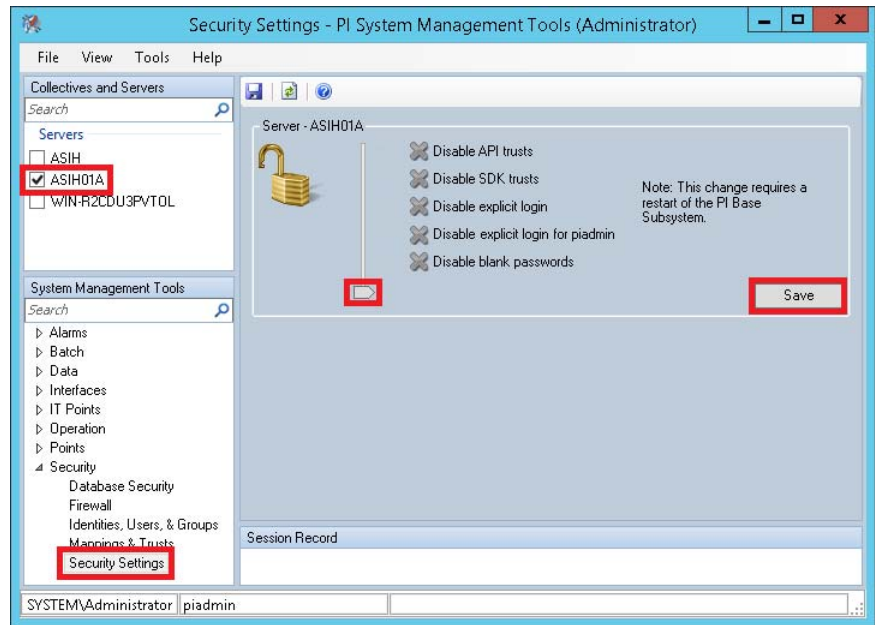 Security Settings - PI System Management Tools (Administrator)
File View Tools Help
Collectives and Servers
Search
Servers
ASIH
ASIH01A
WIN-R2CDU3PVTOL
Server - ASIH01A
Disable API trusts
Disable SDK trusts
Disable explicit login
Disable explicit login for piadmin
Disable blank passwords
Note: This change requires a
restart of the PI Base
Subsystem.
Save
System Management Tools
Search
Alarms
Batch
Data
Interfaces
IT Points
Operation
Points
Security
Database Security
Firewall
Identities, Users, & Groups
Mappings & Trusts
Security Settings
Session Record
SYSTEM\Administrator piadmin